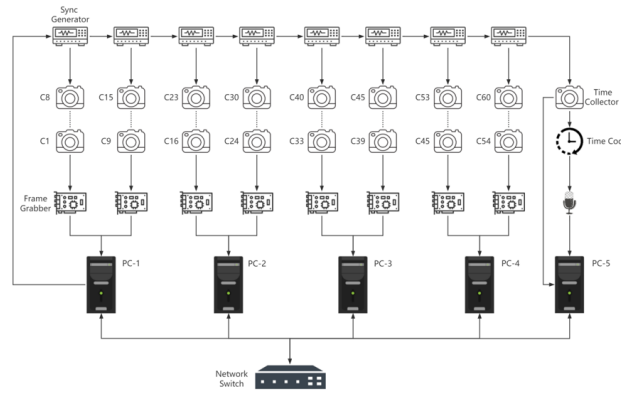 Sync
Generator
C8
C15
C23
C30
C40
C45
C53
C60
Time
Collector
C1
C9
C16
C24
C33
C39
C45
C54
Time Coo
Frame
Grabber
PC-1
PC-2
PC-3
PC-4
PC-5
Network
Switch